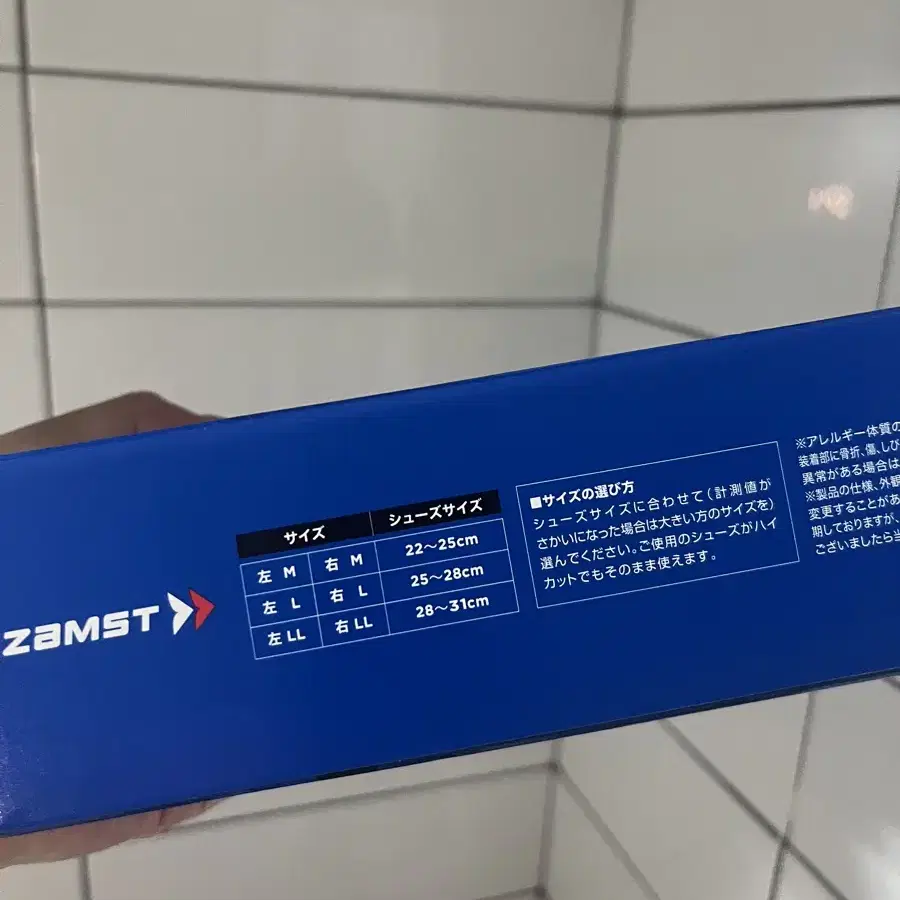 ZAMST
サイズ シューズサイズ
左 M 右 M 22〜25cm
左 L 右 L 25〜28cm
左 LL 右 LL 28〜31cm
■サイズの選び方
シューズサイズに合わせて(計測値が
さかいになった場合は大きい方のサイズを)
選んでください。ご使用のシューズがハイ
カットでもそのまま使えます。
※アレルギー体質の
装着部に骨折、傷、しび
異常がある場合は
※製品の仕様、外観
変更することがあ
期しておりますが、
ございましたら当